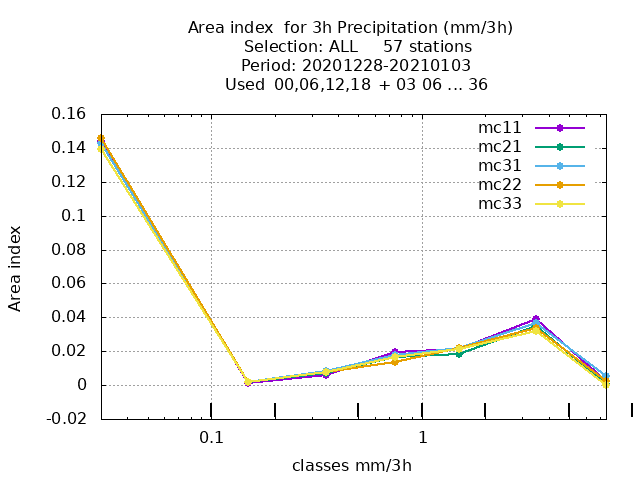 Area index  for 3h Precipitation (mm/3h)
Selection: ALL     57 stations
Period: 20201228-20210103
Used  00,06,12,18  + 03 06 ... 36
0.16
0.14
0.12
0.1
0.08
0.06
0.04
0.02
0
-0.02
Area index
mc11
mc21
mc31
mc22
mc33
0.1
1
classes mm/3h